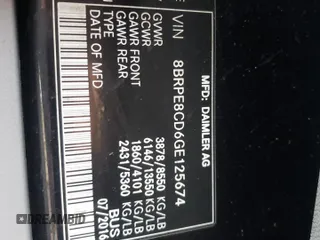 MFD: DAIMLER AG
VIN 8BRPE8CD6GE125674
GVWR 3878/8550 KG/LB
GCWR 6146/13550 KG/LB
GAWR FRONT 1860/4101 KG/LB
GAWR REAR 2431/5360 KG/LB
TYPE BUS
DATE OF MFD 07/2016